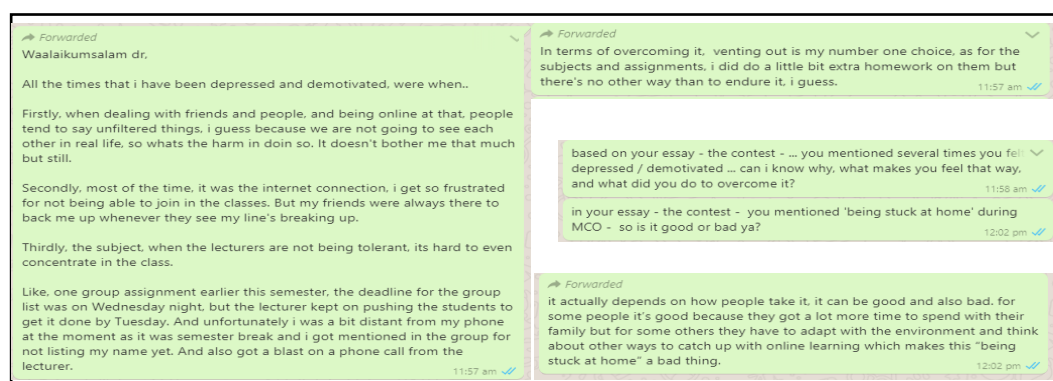 Forwarded
Waalaikumsalam dr,
All the times that i have been depressed and demotivated, were when..
Firstly, when dealing with friends and people, and being online at that, people
tend to say unfiltered things, i guess because we are not going to see each
other in real life, so whats the harm in doin so. It doesn't bother me that much
but still.
Secondly, most of the time, it was the internet connection, i get so frustrated
for not being able to join in the classes. But my friends were always there to
back me up whenever they see my line's breaking up.
Thirdly, the subject, when the lecturers are not being tolerant, its hard to even
concentrate in the class.
Like, one group assignment earlier this semester, the deadline for the group
list was on Wednesday night, but the lecturer kept on pushing the students to
get it done by Tuesday. And unfortunately i was a bit distant from my phone
at the moment as it was semester break and i got mentioned in the group for
not listing my name yet. And also got a blast on a phone call from the
lecturer.
11:57 am
Forwarded
In terms of overcoming it, venting out is my number one choice, as for the
subjects and assignments, i did do a little bit extra homework on them but
there's no other way than to endure it, i guess.
11:57 am
based on your essay - the contest - ... you mentioned several times you felt
depressed / demotivated ... can i know why, what makes you feel that way,
and what did you do to overcome it?
11:58 am
in your essay - the contest - you mentioned 'being stuck at home' during
MCO - so is it good or bad ya?
12:02 pm
Forwarded
it actually depends on how people take it, it can be good and also bad. for
some people it's good because they got a lot more time to spend with their
family but for some others they have to adapt with the environment and think
about other ways to catch up with online learning which makes this "being
stuck at home" a bad thing.
12:02 pm